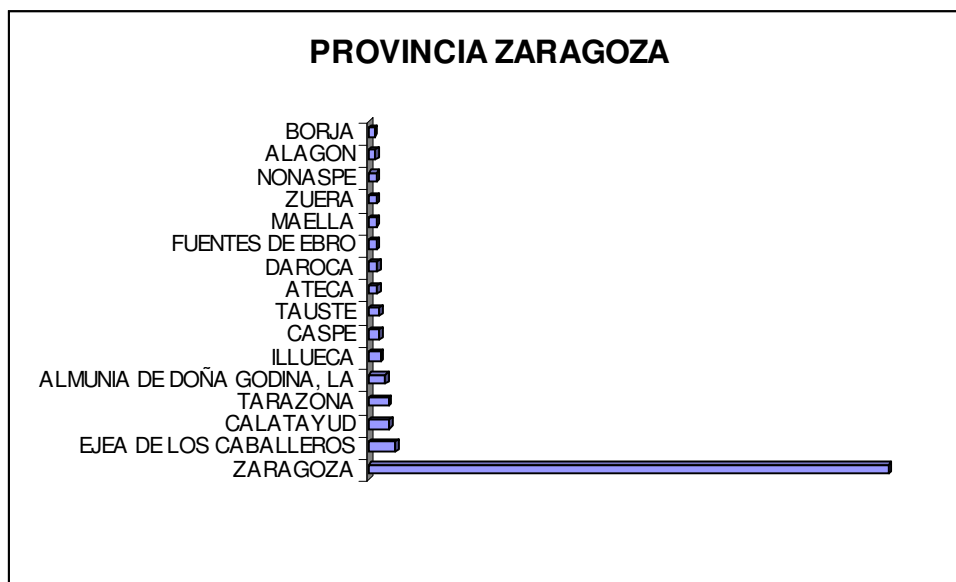 PROVINCIA ZARAGOZA
BORJA
ALAGON
NONASPE
ZUERA
MAELLA
FUENTES DE EBRO
DAROCA
ATECA
TAUSTE
CASPE
ILLUECA
ALMUNIA DE DOÑA GODINA, LA
TARAZONA
CALATAYUD
EJEA DE LOS CABALLEROS
ZARAGOZA